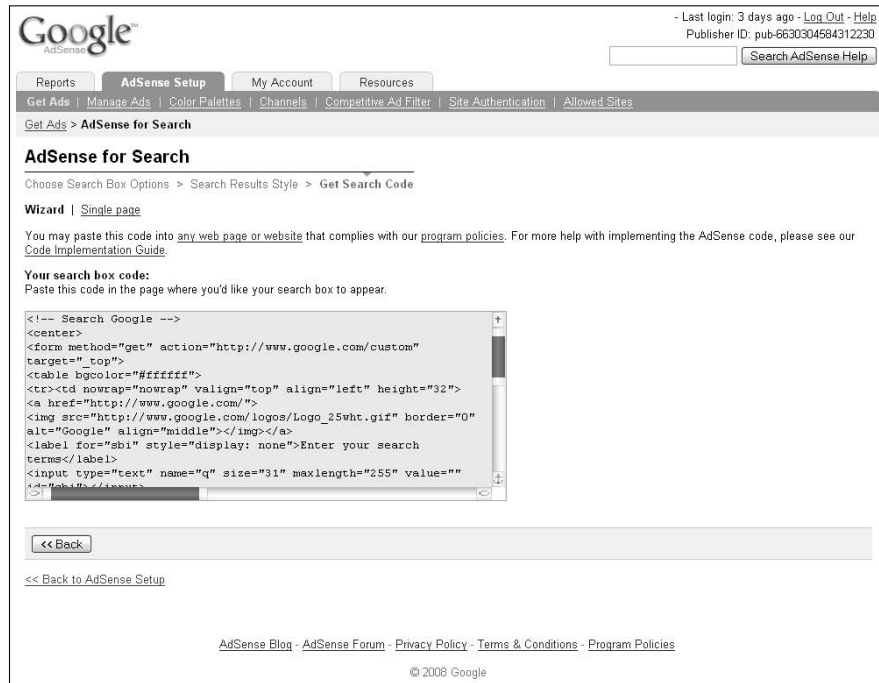 Google™
AdSense
- Last login: 3 days ago - Log Out - Help
Publisher ID: pub-6630304584312230
Search AdSense Help
Reports AdSense Setup My Account Resources
Get Ads | Manage Ads | Color Palettes | Channels | Competitive Ad Filter | Site Authentication | Allowed Sites
Get Ads > AdSense for Search
AdSense for Search
Choose Search Box Options > Search Results Style > Get Search Code
Wizard | Single page
You may paste this code into any web page or website that complies with our program policies. For more help with implementing the AdSense code, please see our
Code Implementation Guide.
Your search box code:
Paste this code in the page where you'd like your search box to appear.
<!-- Search Google -->
<center>
<form method="get" action="http://www.google.com/custom"
target="_top">
<table bgcolor="#ffffff">
<tr><td nowrap="nowrap" valign="top" align="left" height="32">
<a href="http://www.google.com/">
<img src="http://www.google.com/logos/Logo_25wht.gif" border="0"
alt="Google" align="middle"></img></a>
<label for="sbi" style="display: none">Enter your search
terms</label>
<input type="text" name="q" size="31" maxlength="255" value=""
id="sbi"></input>
<< Back
<< Back to AdSense Setup
AdSense Blog - AdSense Forum - Privacy Policy - Terms & Conditions - Program Policies
© 2008 Google